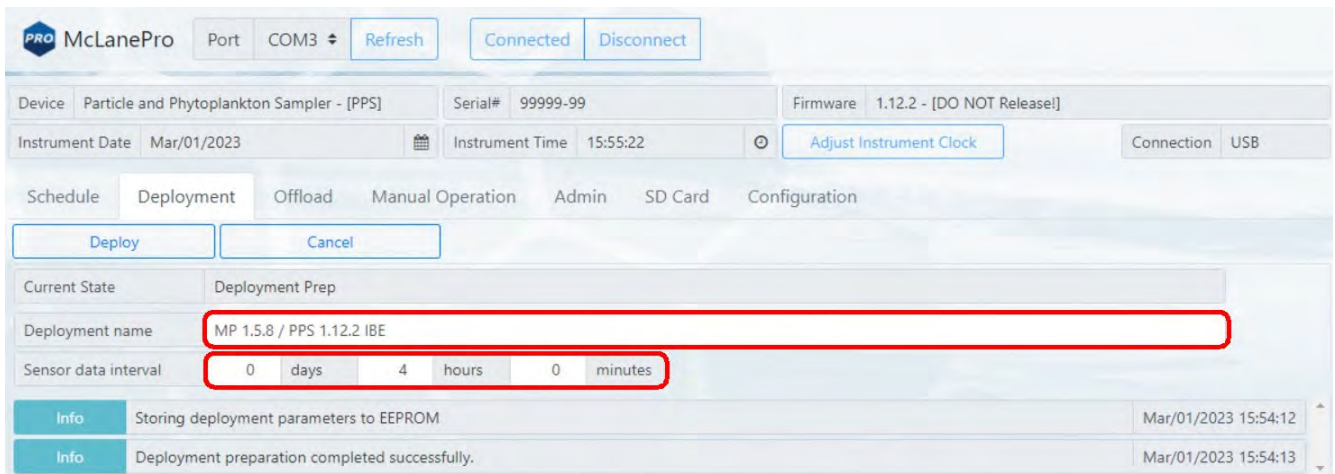 PRO McLanePro Port COM3 Refresh Connected Disconnect
Device Particle and Phytoplankton Sampler - [PPS] Serial# 99999-99 Firmware 1.12.2 - [DO NOT Release!]
Instrument Date Mar/01/2023 Instrument Time 15:55:22 Adjust Instrument Clock Connection USB
Schedule Deployment Offload Manual Operation Admin SD Card Configuration
Deploy Cancel
Current State Deployment Prep
Deployment name MP 1.5.8 / PPS 1.12.2 IBE
Sensor data interval 0 days 4 hours 0 minutes
Info Storing deployment parameters to EEPROM Mar/01/2023 15:54:12
Info Deployment preparation completed successfully. Mar/01/2023 15:54:13